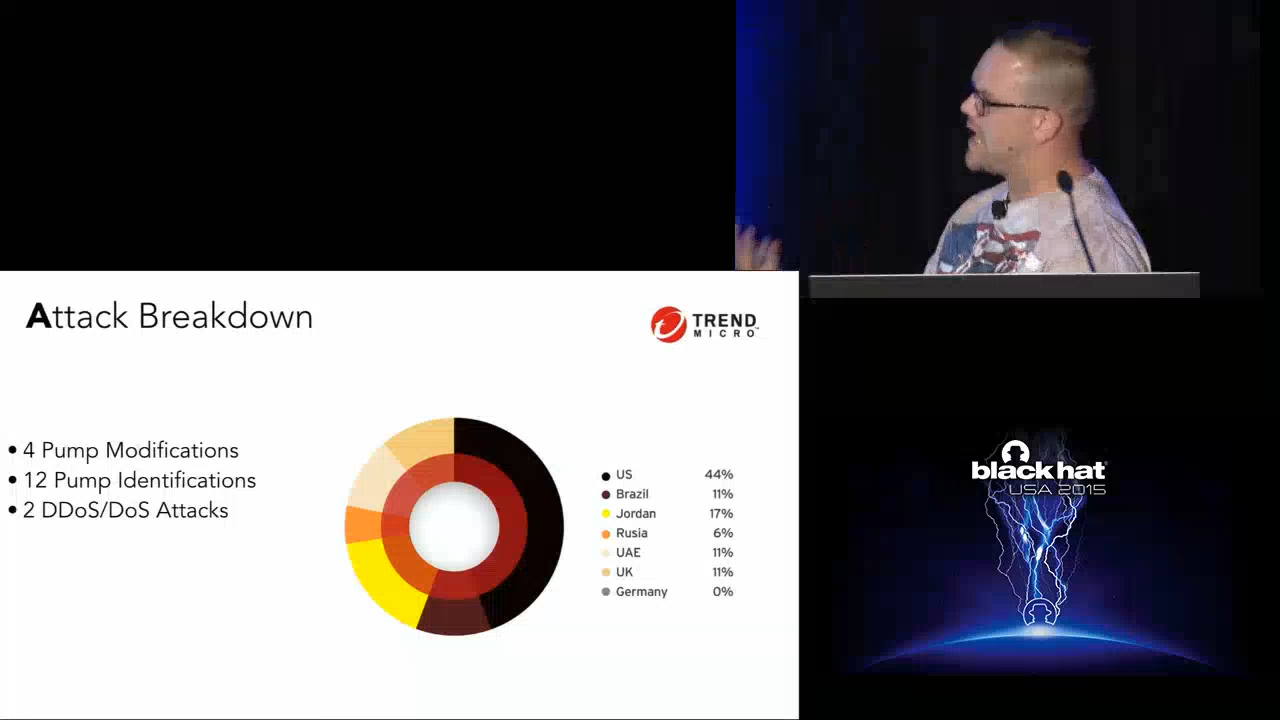 Attack Breakdown
TREND
MICRO
• 4 Pump Modifications
• 12 Pump Identifications
• 2 DDoS/DoS Attacks
US 44%
Brazil 11%
Jordan 17%
Rusia 6%
UAE 11%
UK 11%
Germany 0%
black hat
USA 2015